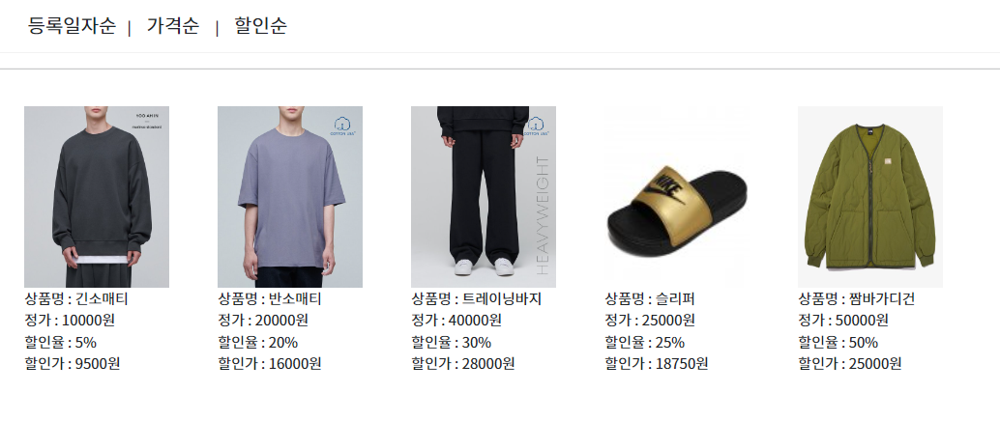 등록일자순 | 가격순 | 할인순
YOO AH IN
COTTON USA
COTTON USA
HEAVYWEIGHT
NIKE
상품명 : 긴소매티
정가 : 10000원
할인율 : 5%
할인가 : 9500원
상품명 : 반소매티
정가 : 20000원
할인율 : 20%
할인가 : 16000원
상품명 : 트레이닝바지
정가 : 40000원
할인율 : 30%
할인가 : 28000원
상품명 : 슬리퍼
정가 : 25000원
할인율 : 25%
할인가 : 18750원
상품명 : 짬바가디건
정가 : 50000원
할인율 : 50%
할인가 : 25000원